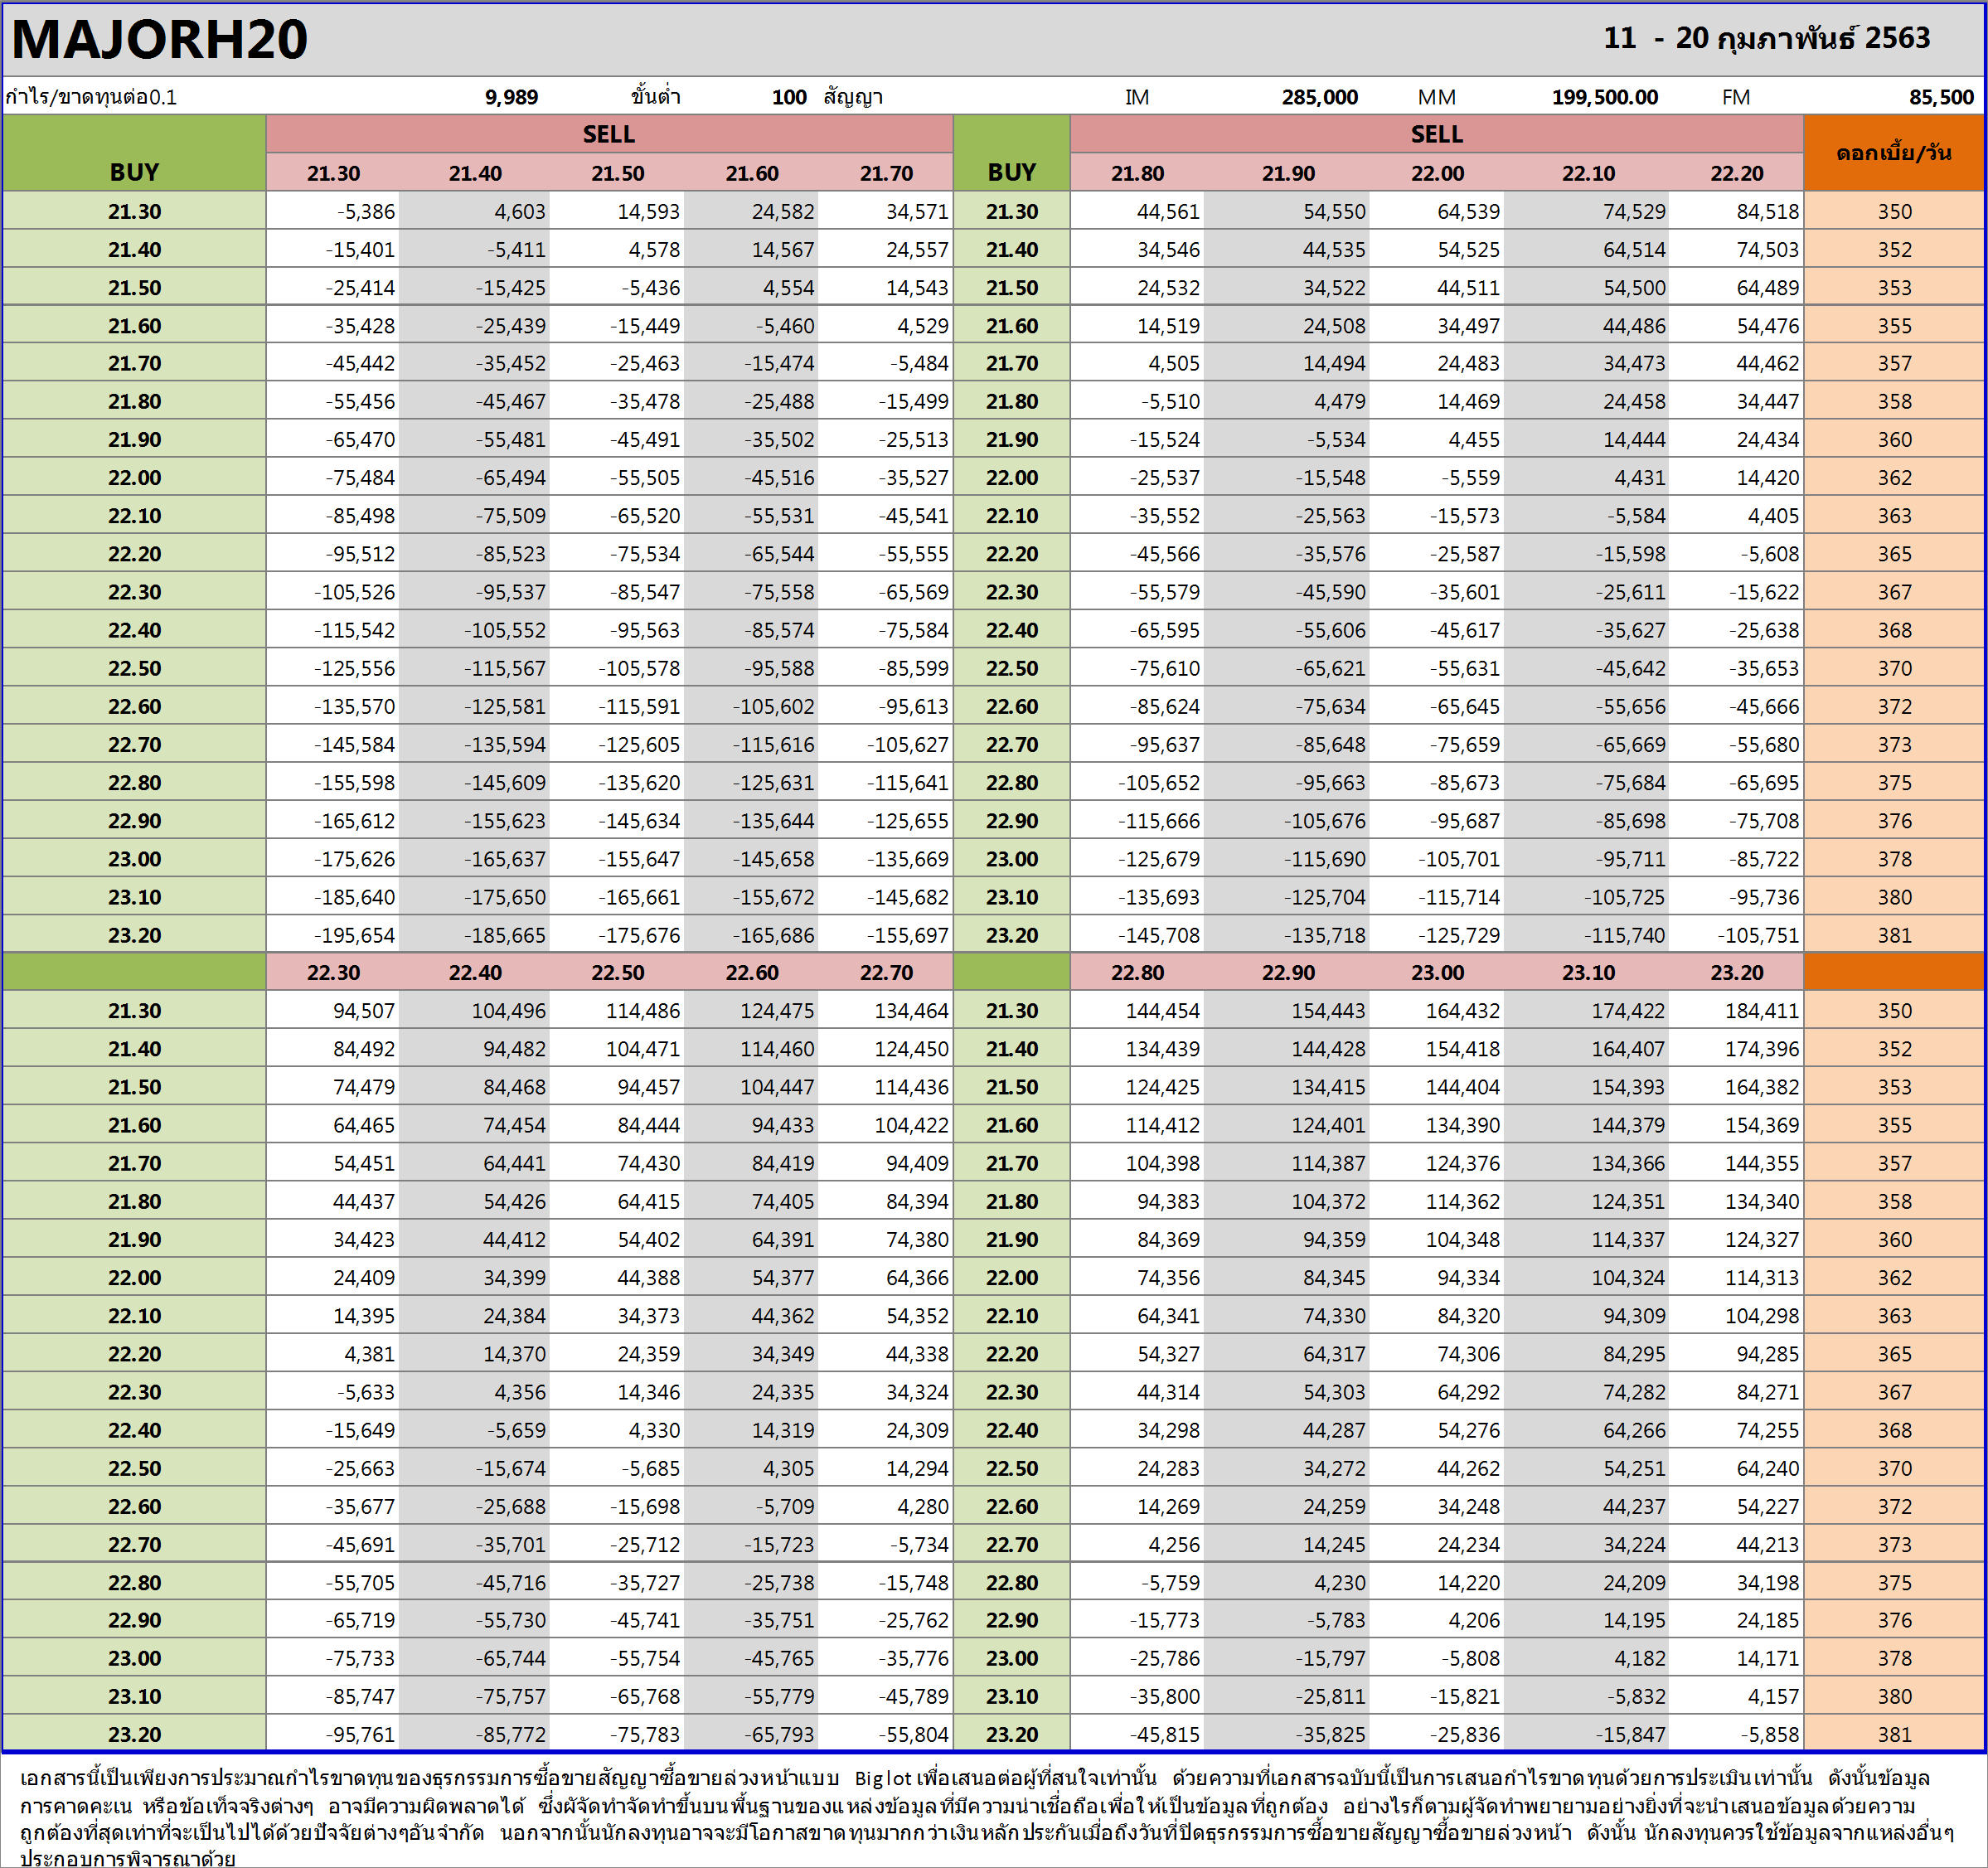 MAJORH20 11 - 20 กุมภาพันธ์ 2563
กำไร/ขาดทุนต่อ0.1 9,989 ขั้นต่ำ 100 สัญญา IM 285,000 MM 199,500.00 FM 85,500
SELL SELL
BUY 21.30 21.40 21.50 21.60 21.70 BUY 21.80 21.90 22.00 22.10 22.20 ดอกเบี้ย/วัน
21.30 -5,386 4,603 14,593 24,582 34,571 21.30 44,561 54,550 64,539 74,529 84,518 350
21.40 -15,401 -5,411 4,578 14,567 24,557 21.40 34,546 44,535 54,525 64,514 74,503 352
21.50 -25,414 -15,425 -5,436 4,554 14,543 21.50 24,532 34,522 44,511 54,500 64,489 353
21.60 -35,428 -25,439 -15,449 -5,460 4,529 21.60 14,519 24,508 34,497 44,486 54,476 355
21.70 -45,442 -35,452 -25,463 -15,474 -5,484 21.70 4,505 14,494 24,483 34,473 44,462 357
21.80 -55,456 -45,467 -35,478 -25,488 -15,499 21.80 -5,510 4,479 14,469 24,458 34,447 358
21.90 -65,470 -55,481 -45,491 -35,502 -25,513 21.90 -15,524 -5,534 4,455 14,444 24,434 360
22.00 -75,484 -65,494 -55,505 -45,516 -35,527 22.00 -25,537 -15,548 -5,559 4,431 14,420 362
22.10 -85,498 -75,509 -65,520 -55,531 -45,541 22.10 -35,552 -25,563 -15,573 -5,584 4,405 363
22.20 -95,512 -85,523 -75,534 -65,544 -55,555 22.20 -45,566 -35,576 -25,587 -15,598 -5,608 365
22.30 -105,526 -95,537 -85,547 -75,558 -65,569 22.30 -55,579 -45,590 -35,601 -25,611 -15,622 367
22.40 -115,542 -105,552 -95,563 -85,574 -75,584 22.40 -65,595 -55,606 -45,617 -35,627 -25,638 368
22.50 -125,556 -115,567 -105,578 -95,588 -85,599 22.50 -75,610 -65,621 -55,631 -45,642 -35,653 370
22.60 -135,570 -125,581 -115,591 -105,602 -95,613 22.60 -85,624 -75,634 -65,645 -55,656 -45,666 372
22.70 -145,584 -135,594 -125,605 -115,616 -105,627 22.70 -95,637 -85,648 -75,659 -65,669 -55,680 373
22.80 -155,598 -145,609 -135,620 -125,631 -115,641 22.80 -105,652 -95,663 -85,673 -75,684 -65,695 375
22.90 -165,612 -155,623 -145,634 -135,644 -125,655 22.90 -115,666 -105,676 -95,687 -85,698 -75,708 376
23.00 -175,626 -165,637 -155,647 -145,658 -135,669 23.00 -125,679 -115,690 -105,701 -95,711 -85,722 378
23.10 -185,640 -175,650 -165,661 -155,672 -145,682 23.10 -135,693 -125,704 -115,714 -105,725 -95,736 380
23.20 -195,654 -185,665 -175,676 -165,686 -155,697 23.20 -145,708 -135,718 -125,729 -115,740 -105,751 381
22.30 22.40 22.50 22.60 22.70 22.80 22.90 23.00 23.10 23.20
21.30 94,507 104,496 114,486 124,475 134,464 21.30 144,454 154,443 164,432 174,422 184,411 350
21.40 84,492 94,482 104,471 114,460 124,450 21.40 134,439 144,428 154,418 164,407 174,396 352
21.50 74,479 84,468 94,457 104,447 114,436 21.50 124,425 134,415 144,404 154,393 164,382 353
21.60 64,465 74,454 84,444 94,433 104,422 21.60 114,412 124,401 134,390 144,379 154,369 355
21.70 54,451 64,441 74,430 84,419 94,409 21.70 104,398 114,387 124,376 134,366 144,355 357
21.80 44,437 54,426 64,415 74,405 84,394 21.80 94,383 104,372 114,362 124,351 134,340 358
21.90 34,423 44,412 54,402 64,391 74,380 21.90 84,369 94,359 104,348 114,337 124,327 360
22.00 24,409 34,399 44,388 54,377 64,366 22.00 74,356 84,345 94,334 104,324 114,313 362
22.10 14,395 24,384 34,373 44,362 54,352 22.10 64,341 74,330 84,320 94,309 104,298 363
22.20 4,381 14,370 24,359 34,349 44,338 22.20 54,327 64,317 74,306 84,295 94,285 365
22.30 -5,633 4,356 14,346 24,335 34,324 22.30 44,314 54,303 64,292 74,282 84,271 367
22.40 -15,649 -5,659 4,330 14,319 24,309 22.40 34,298 44,287 54,276 64,266 74,255 368
22.50 -25,663 -15,674 -5,685 4,305 14,294 22.50 24,283 34,272 44,262 54,251 64,240 370
22.60 -35,677 -25,688 -15,698 -5,709 4,280 22.60 14,269 24,259 34,248 44,237 54,227 372
22.70 -45,691 -35,701 -25,712 -15,723 -5,734 22.70 4,256 14,245 24,234 34,224 44,213 373
22.80 -55,705 -45,716 -35,727 -25,738 -15,748 22.80 -5,759 4,230 14,220 24,209 34,198 375
22.90 -65,719 -55,730 -45,741 -35,751 -25,762 22.90 -15,773 -5,783 4,206 14,195 24,185 376
23.00 -75,733 -65,744 -55,754 -45,765 -35,776 23.00 -25,786 -15,797 -5,808 4,182 14,171 378
23.10 -85,747 -75,757 -65,768 -55,779 -45,789 23.10 -35,800 -25,811 -15,821 -5,832 4,157 380
23.20 -95,761 -85,772 -75,783 -65,793 -55,804 23.20 -45,815 -35,825 -25,836 -15,847 -5,858 381
เอกสารนี้เป็นเพียงการประมาณกำไรขาดทุนของธุรกรรมการซื้อขายสัญญาซื้อขายล่วงหน้าแบบ Big lot เพื่อเสนอต่อผู้ที่สนใจเท่านั้น ด้วยความที่เอกสารฉบับนี้เป็นการเสนอกำไรขาดทุนด้วยการประเมินเท่านั้น ดังนั้นข้อมูล
การคาดคะเน หรือข้อเท็จจริงต่างๆ อาจมีความผิดพลาดได้ ซึ่งผัจัดทำจัดทำขึ้นบนพื้นฐานของแหล่งข้อมูลที่มีความน่าเชื่อถือเพื่อให้เป็นข้อมูลที่ถูกต้อง อย่างไรก็ตามผู้จัดทำพยายามอย่างยิ่งที่จะนำเสนอข้อมูลด้วยความ
ถูกต้องที่สุดเท่าที่จะเป็นไปได้ด้วยปัจจัยต่างๆอันจำกัด นอกจากนั้นนักลงทุนอาจจะมีโอกาสขาดทุนมากกว่าเงินหลักประกันเมื่อถึงวันที่ปิดธุรกรรมการซื้อขายสัญญาซื้อขายล่วงหน้า ดังนั้น นักลงทุนควรใช้ข้อมูลจากแหล่งอื่นๆ
ประกอบการพิจารณาด้วย